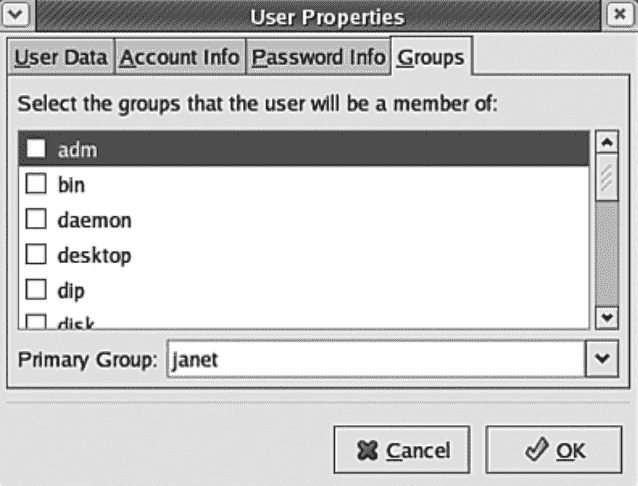 User Properties
User Data Account Info Password Info Groups
Select the groups that the user will be a member of:
adm
bin
daemon
desktop
dip
disk
Primary Group: janet
Cancel OK